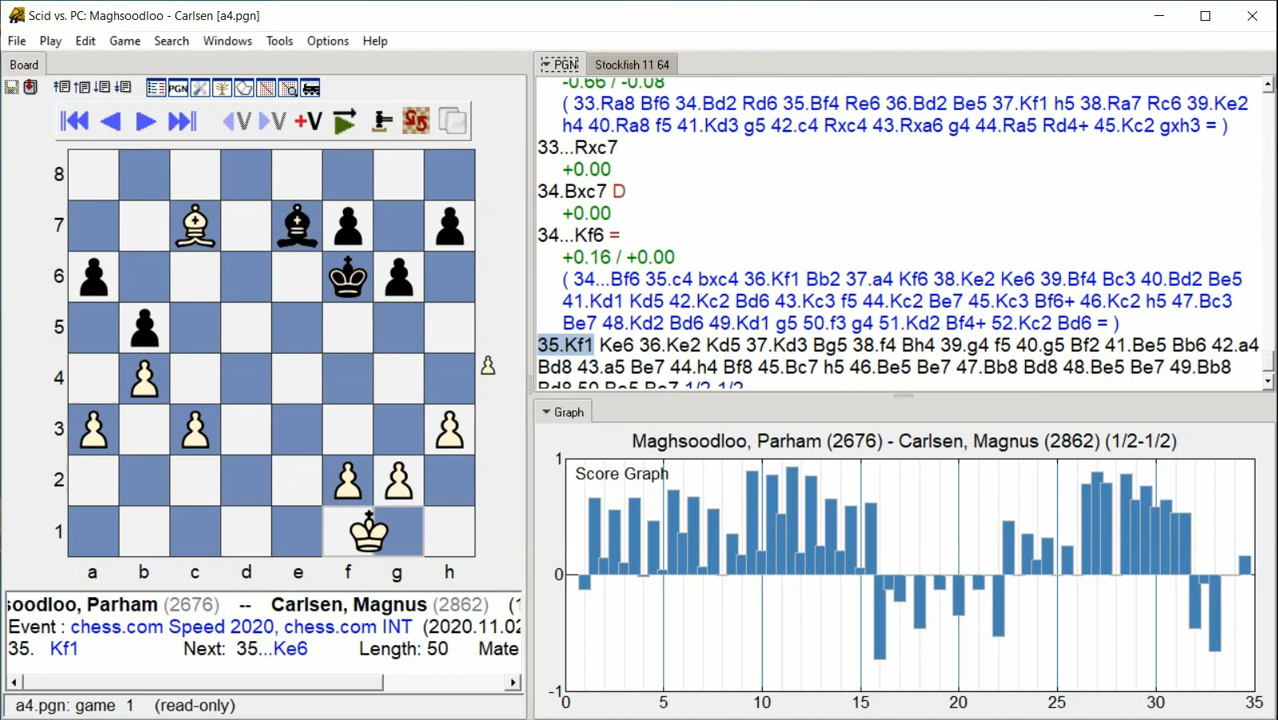 Scid vs. PC: Maghsoodloo - Carlsen [a4.pgn]
File Play Edit Game Search Windows Tools Options Help
Board
PGN
V V +V
8
7
6
5
4
3
2
1
a b c d e f g h
soodloo, Parham (2676) -- Carlsen, Magnus (2862) (1
Event : chess.com Speed 2020, chess.com INT (2020.11.02
35. Kf1 Next: 35...Ke6 Length: 50 Mate
a4.pgn: game 1 (read-only)
PGN Stockfish 11 64
-0.66 / -0.08
( 33.Ra8 Bf6 34.Bd2 Rd6 35.Bf4 Re6 36.Bd2 Be5 37.Kf1 h5 38.Ra7 Rc6 39.Ke2
h4 40.Ra8 f5 41.Kd3 g5 42.c4 Rxc4 43.Rxa6 g4 44.Ra5 Rd4+ 45.Kc2 gxh3 = )
33...Rxc7
+0.00
34.Bxc7 D
+0.00
34...Kf6 =
+0.16 / +0.00
( 34...Bf6 35.c4 bxc4 36.Kf1 Bb2 37.a4 Kf6 38.Ke2 Ke6 39.Bf4 Bc3 40.Bd2 Be5
41.Kd1 Kd5 42.Kc2 Bd6 43.Kc3 f5 44.Kc2 Be7 45.Kc3 Bf6+ 46.Kc2 h5 47.Bc3
Be7 48.Kd2 Bd6 49.Kd1 g5 50.f3 g4 51.Kd2 Bf4+ 52.Kc2 Bd6 = )
35.Kf1 Ke6 36.Ke2 Kd5 37.Kd3 Bg5 38.f4 Bh4 39.g4 f5 40.g5 Bf2 41.Be5 Bb6 42.a4
Bd8 43.a5 Be7 44.h4 Bf8 45.Bc7 h5 46.Be5 Be7 47.Bb8 Bd8 48.Be5 Be7 49.Bb8
Bd8 50.Be5 Be7 1/2-1/2
Graph
Maghsoodloo, Parham (2676) - Carlsen, Magnus (2862) (1/2-1/2)
Score Graph
1
0
-1
0 5 10 15 20 25 30 35